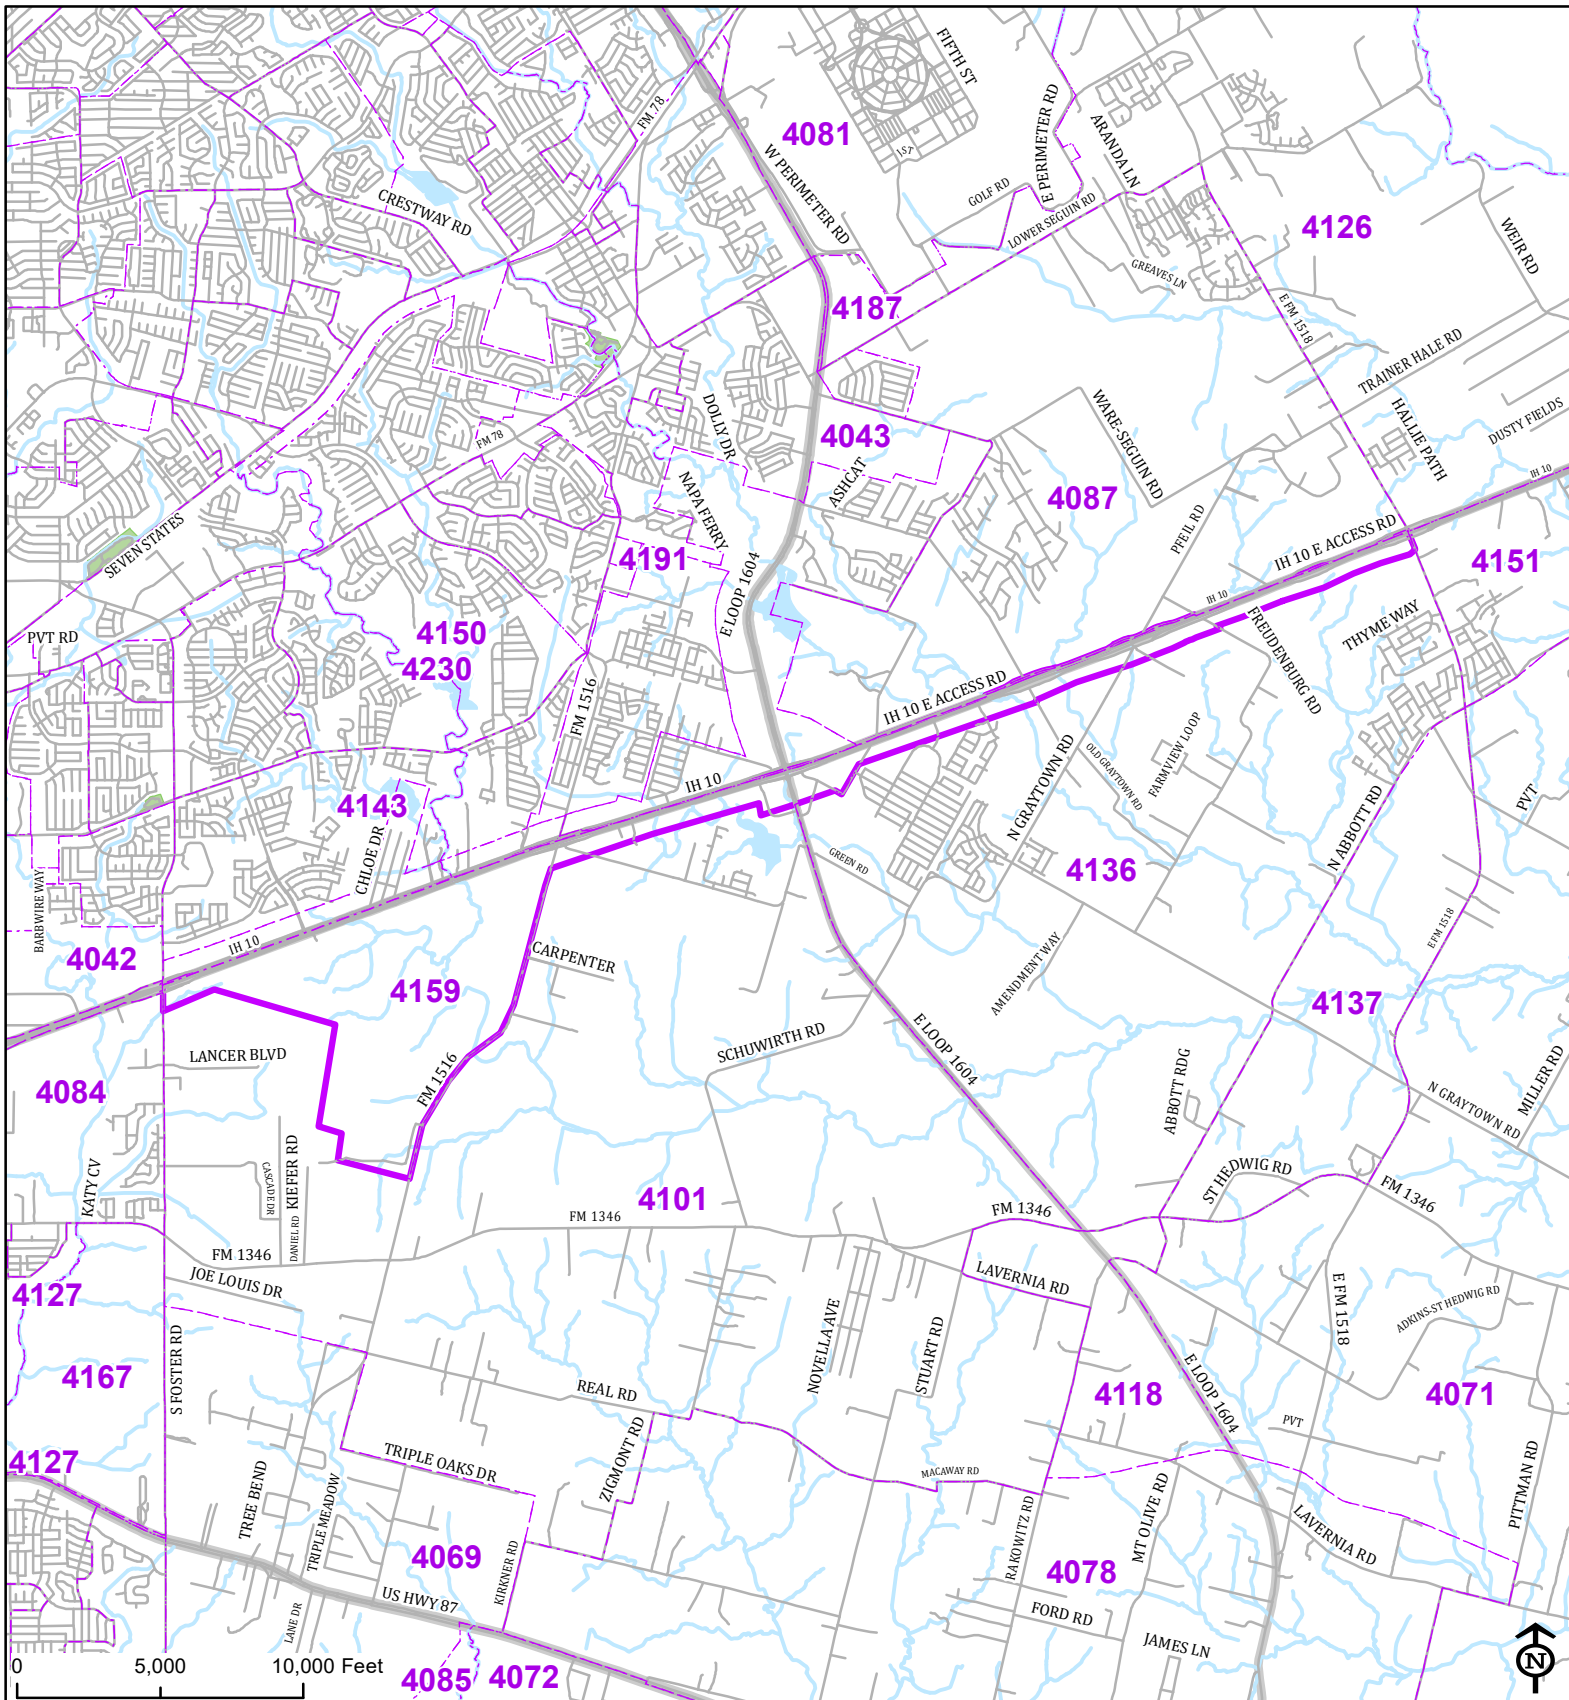 FIFTH ST
FM 78
4081
E PERIMETER RD
ARANDA LN
1ST
W PERIMETER RD
GOLF RD
CRESTWAY RD
LOWER SEGUIN RD
4126
WEIR RD
GREAVES LN
4187
E FM 1518
TRAINER HALE RD
DOLLY DR
WARE-SEGUIN RD
HALLIE PATH
DUSTY FIELDS
FM 78
4043
ASHCAT
NAPA FERRY
4087
IH 10
SEVEN STATES
PFEIL RD
IH 10 E ACCESS RD
4191
4151
E LOOP 1604
IH 10
PVT RD
4150
FREUDENBURG RD
THYME WAY
4230
FM 1516
IH 10 E ACCESS RD
N GRAYTOWN RD
OLD GRAYTOWN RD
FARMVIEW LOOP
IH 10
4143
CHLOE DR
PVT
N ABBOTT RD
GREEN RD
4136
BARBWIRE WAY
IH 10
4042
CARPENTER
E FM 1518
AMENDMENT WAY
4159
4137
SCHUWIRTH RD
E LOOP 1604
LANCER BLVD
FM 1516
4084
ABBOTT RDG
MILLER RD
N GRAYTOWN RD
KATY CV
CASCADE DR
KIEFER RD
ST HEDWIG RD
4101
FM 1346
FM 1346
FM 1346
DANIEL RD
FM 1346
JOE LOUIS DR
LAVERNIA RD
4127
E FM 1518
ADKINS-ST HEDWIG RD
S FOSTER RD
NOVELLA AVE
STUART RD
4167
REAL RD
4118
E LOOP 1604
4071
PVT
4127
TRIPLE OAKS DR
ZIGMONT RD
MACAWAY RD
TREE BEND
TRIPLE MEADOW
RAKOWITZ RD
MT OLIVE RD
PITTMAN RD
LAVERNIA RD
4069
KIRKNER RD
4078
US HWY 87
FORD RD
LANE DR
JAMES LN
N
0 5,000 10,000 Feet
4085
4072